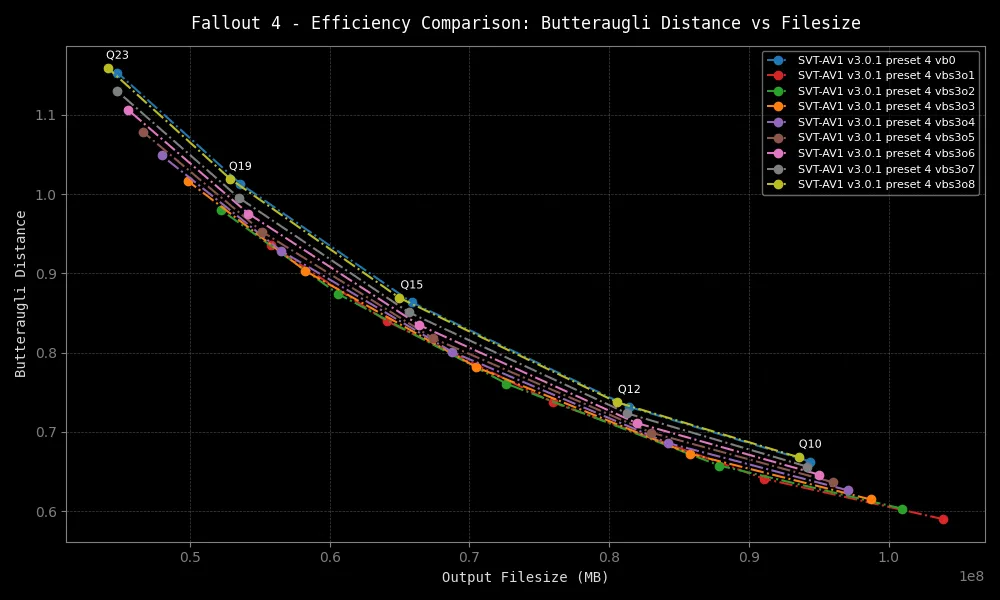 Fallout 4 - Efficiency Comparison: Butteraugli Distance vs Filesize
Q23
Q19
Q15
Q12
Q10
SVT-AV1 v3.0.1 preset 4 vb0
SVT-AV1 v3.0.1 preset 4 vbs3o1
SVT-AV1 v3.0.1 preset 4 vbs3o2
SVT-AV1 v3.0.1 preset 4 vbs3o3
SVT-AV1 v3.0.1 preset 4 vbs3o4
SVT-AV1 v3.0.1 preset 4 vbs3o5
SVT-AV1 v3.0.1 preset 4 vbs3o6
SVT-AV1 v3.0.1 preset 4 vbs3o7
SVT-AV1 v3.0.1 preset 4 vbs3o8
Butteraugli Distance
1.1
1.0
0.9
0.8
0.7
0.6
0.5
0.6
0.7
0.8
0.9
1.0
1e8
Output Filesize (MB)